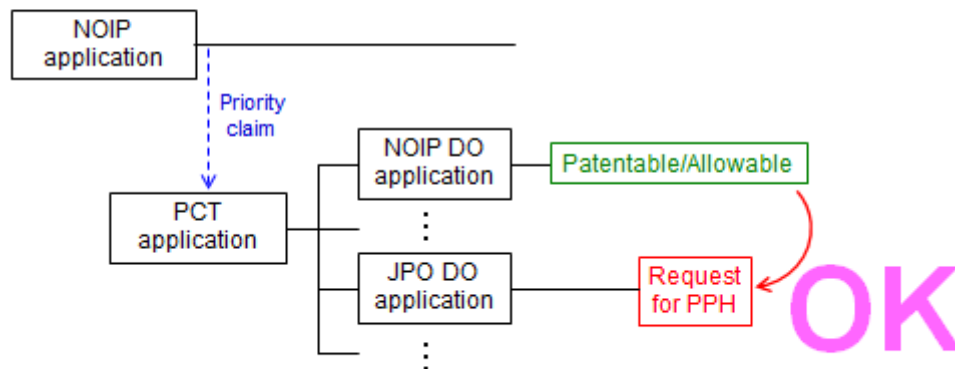 NOIP
application
Priority
claim
NOIP DO
application
Patentable/Allowable
PCT
application
JPO DO
application
Request
for PPH
OK